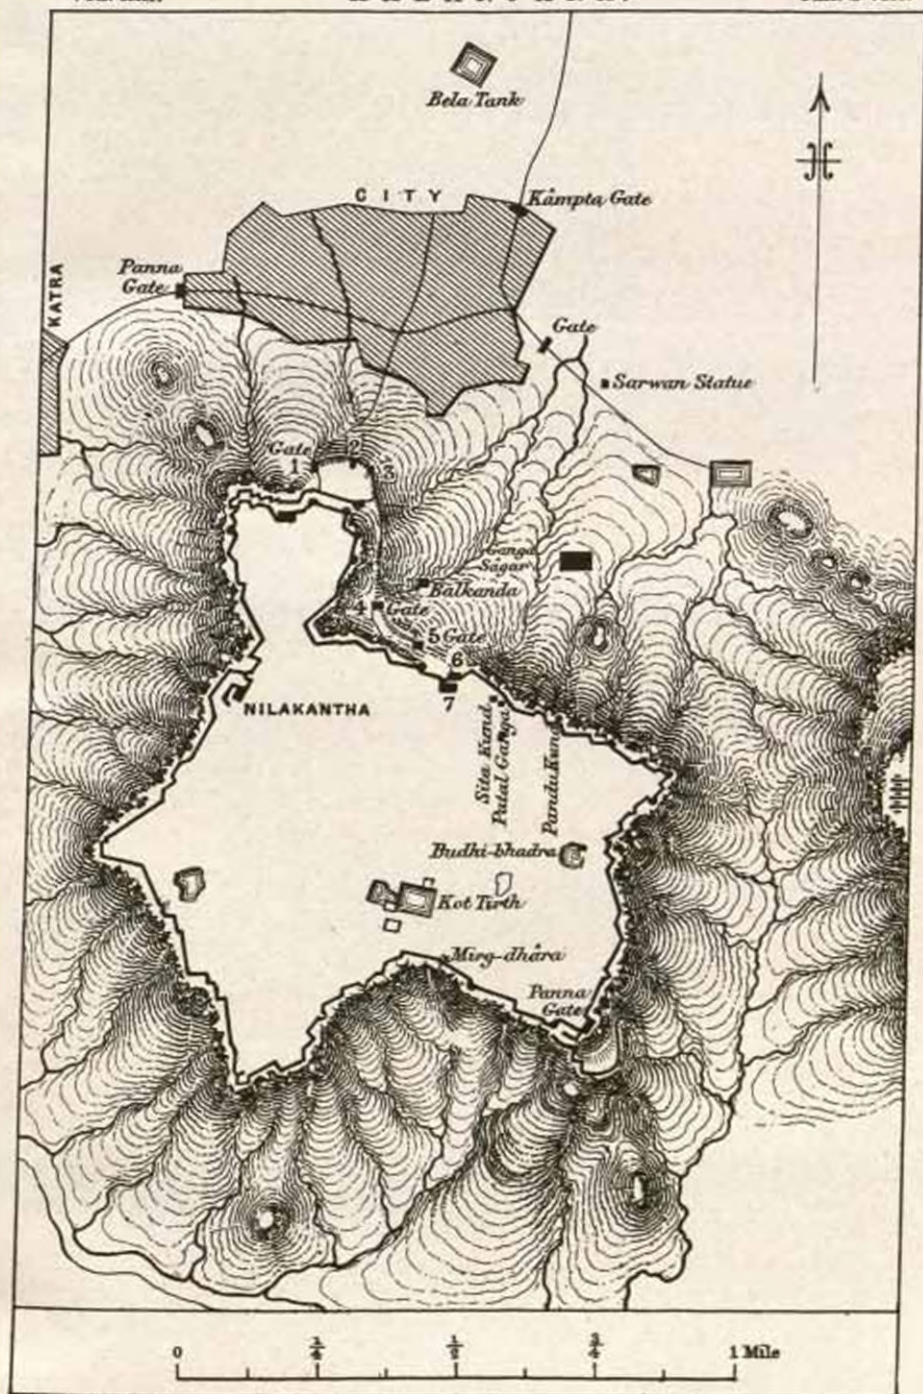 Bela Tank
CITY
Kâmpta Gate
KATRA
Panna
Gate
Gate
Sarwan Statue
Gate
1
2
3
Ganga
Sagar
Balkanda
4
Gate
5 Gate
6
7
NILAKANTHA
Sita Kund
Patal Ganga
Pandu Kund
Budhi-bhadra
Kot Tirth
Mirg-dhâra
Panna
Gate
0 1/4 1/2 3/4 1 Mile